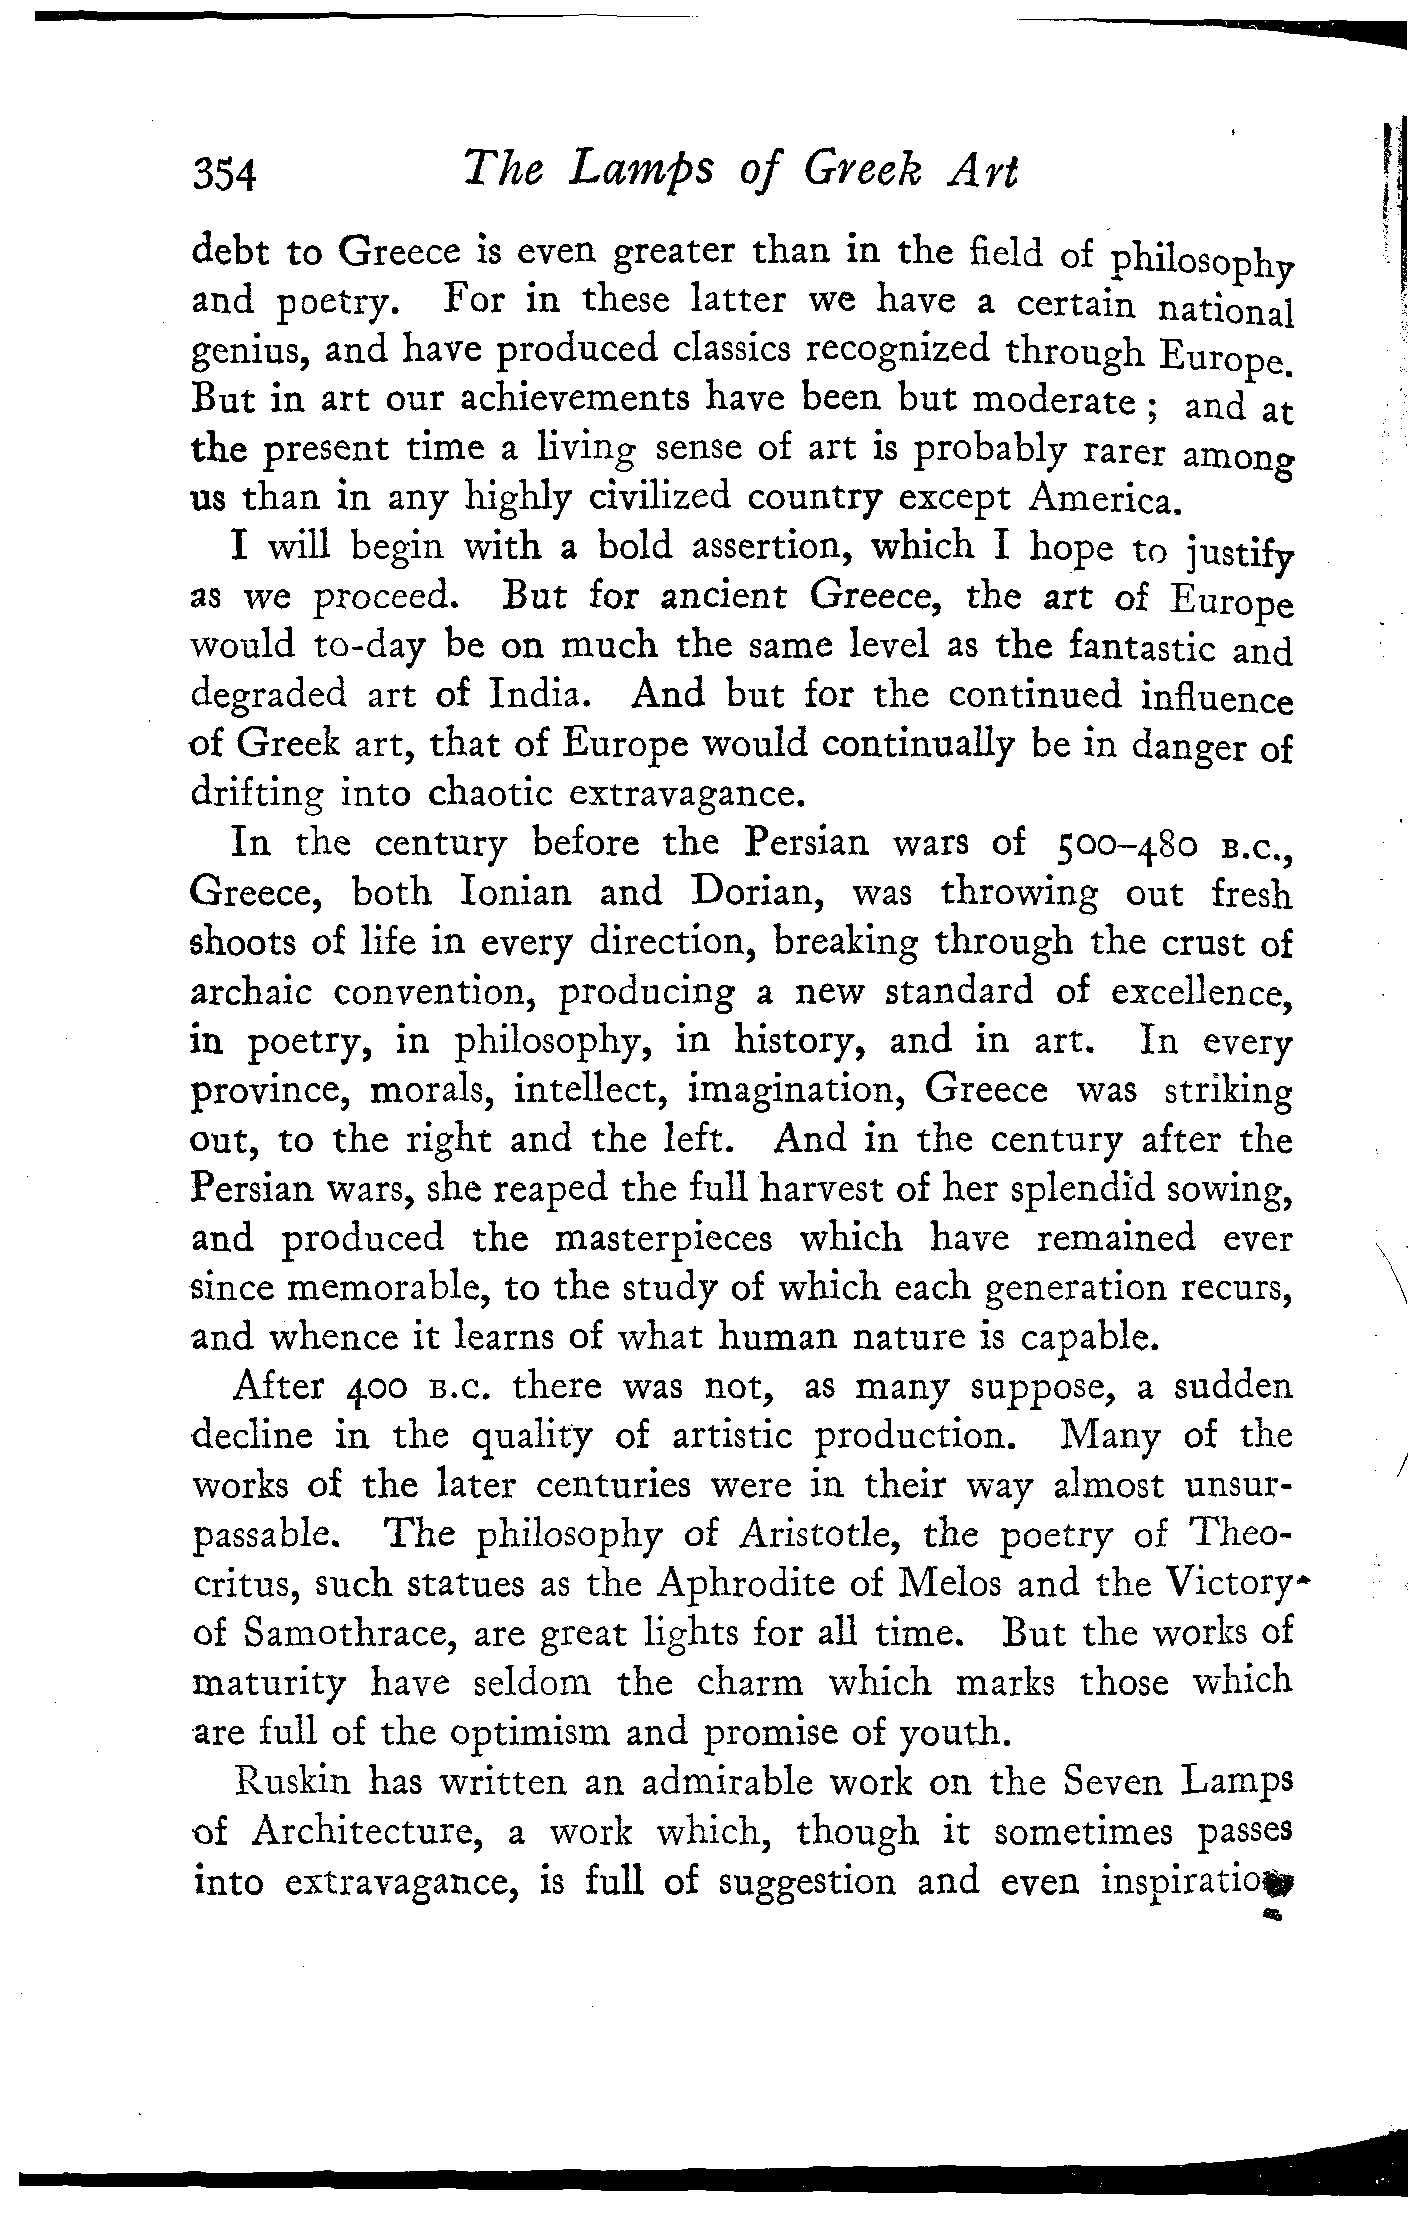 354 The Lamps of Greek Art
debt to Greece is even greater than in the field of philosophy
and poetry. For in these latter we have a certain national
genius, and have produced classics recognized through Europe.
But in art our achievements have been but moderate ; and at
the present time a living sense of art is probably rarer among
us than in any highly civilized country except America.
I will begin with a bold assertion, which I hope to justify
as we proceed. But for ancient Greece, the art of Europe
would to-day be on much the same level as the fantastic and
degraded art of India. And but for the continued influence
of Greek art, that of Europe would continually be in danger of
drifting into chaotic extravagance.
In the century before the Persian wars of 500–480 B.C.,
Greece, both Ionian and Dorian, was throwing out fresh
shoots of life in every direction, breaking through the crust of
archaic convention, producing a new standard of excellence,
in poetry, in philosophy, in history, and in art. In every
province, morals, intellect, imagination, Greece was striking
out, to the right and the left. And in the century after the
Persian wars, she reaped the full harvest of her splendid sowing,
and produced the masterpieces which have remained ever
since memorable, to the study of which each generation recurs,
and whence it learns of what human nature is capable.
After 400 B.C. there was not, as many suppose, a sudden
decline in the quality of artistic production. Many of the
works of the later centuries were in their way almost unsur-
passable. The philosophy of Aristotle, the poetry of Theo-
critus, such statues as the Aphrodite of Melos and the Victory
of Samothrace, are great lights for all time. But the works of
maturity have seldom the charm which marks those which
are full of the optimism and promise of youth.
Ruskin has written an admirable work on the Seven Lamps
of Architecture, a work which, though it sometimes passes
into extravagance, is full of suggestion and even inspiration